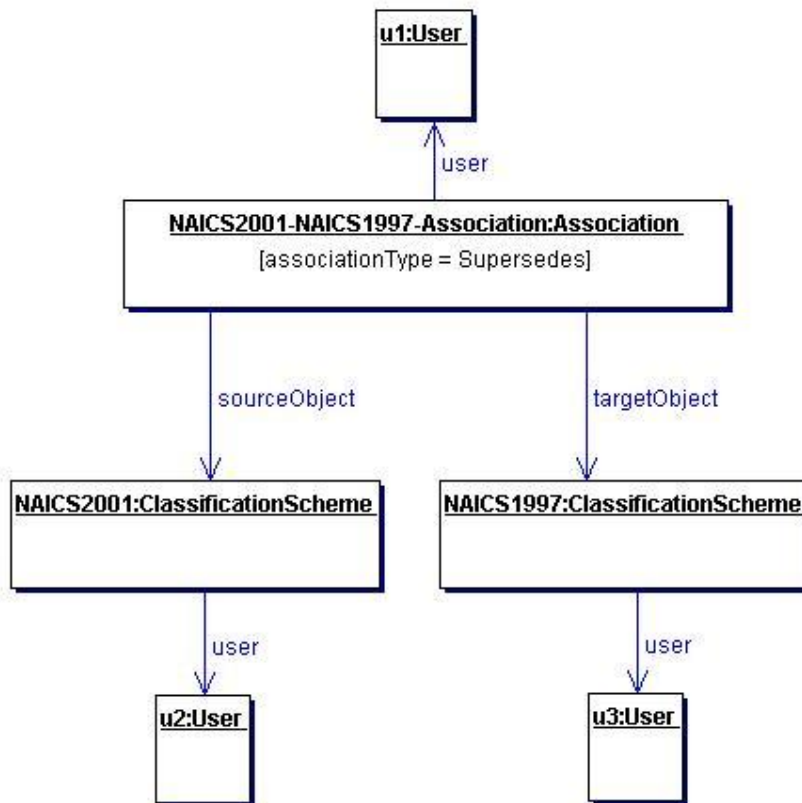 u1:User
user
NAICS2001-NAICS1997-Association:Association
[associationType = Supersedes]
sourceObject
targetObject
NAICS2001:ClassificationScheme
NAICS1997:ClassificationScheme
user
user
u2:User
u3:User